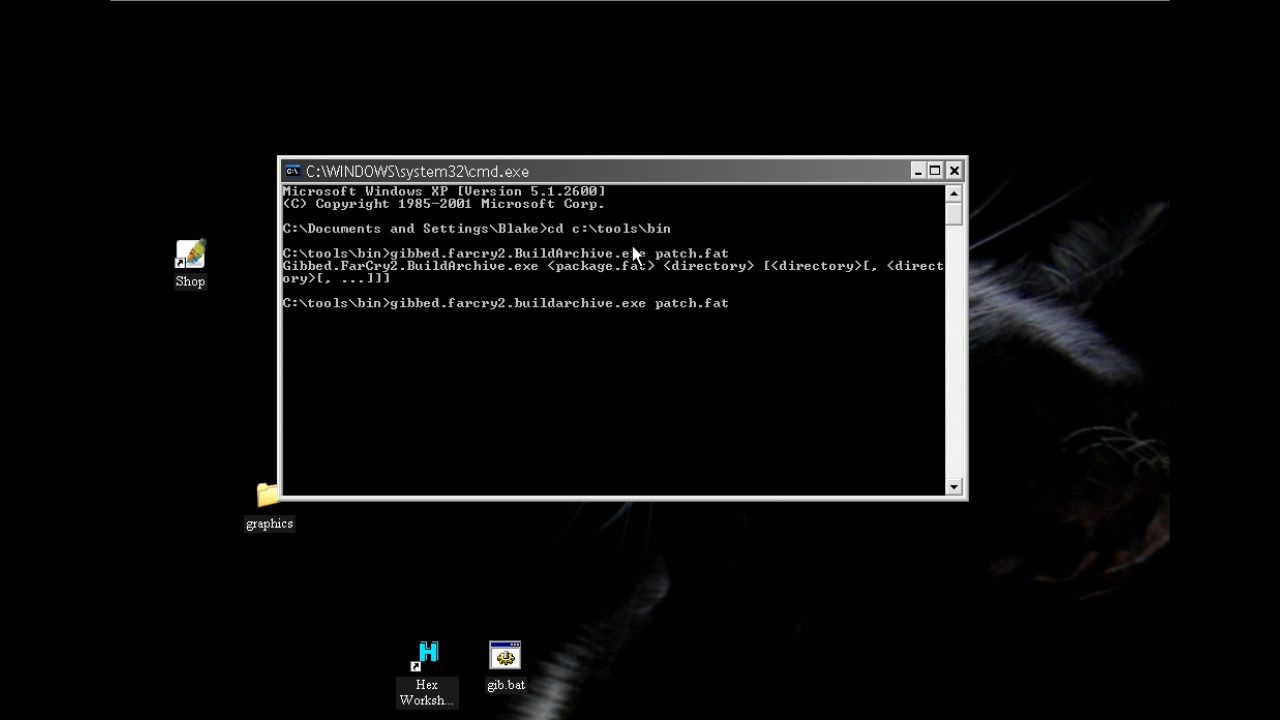 C:\WINDOWS\system32\cmd.exe
Microsoft Windows XP [Version 5.1.2600]
(C) Copyright 1985-2001 Microsoft Corp.
C:\Documents and Settings\Blake>cd c:\tools\bin
C:\tools\bin>gibbed.farcry2.BuildArchive.exe patch.fat
Gibbed.FarCry2.BuildArchive.exe <package.fat> <directory> [<directory>[, <direct
ory>[, ...]]]
C:\tools\bin>gibbed.farcry2.buildarchive.exe patch.fat
Shop
graphics
Hex
Worksh...
gib.bat